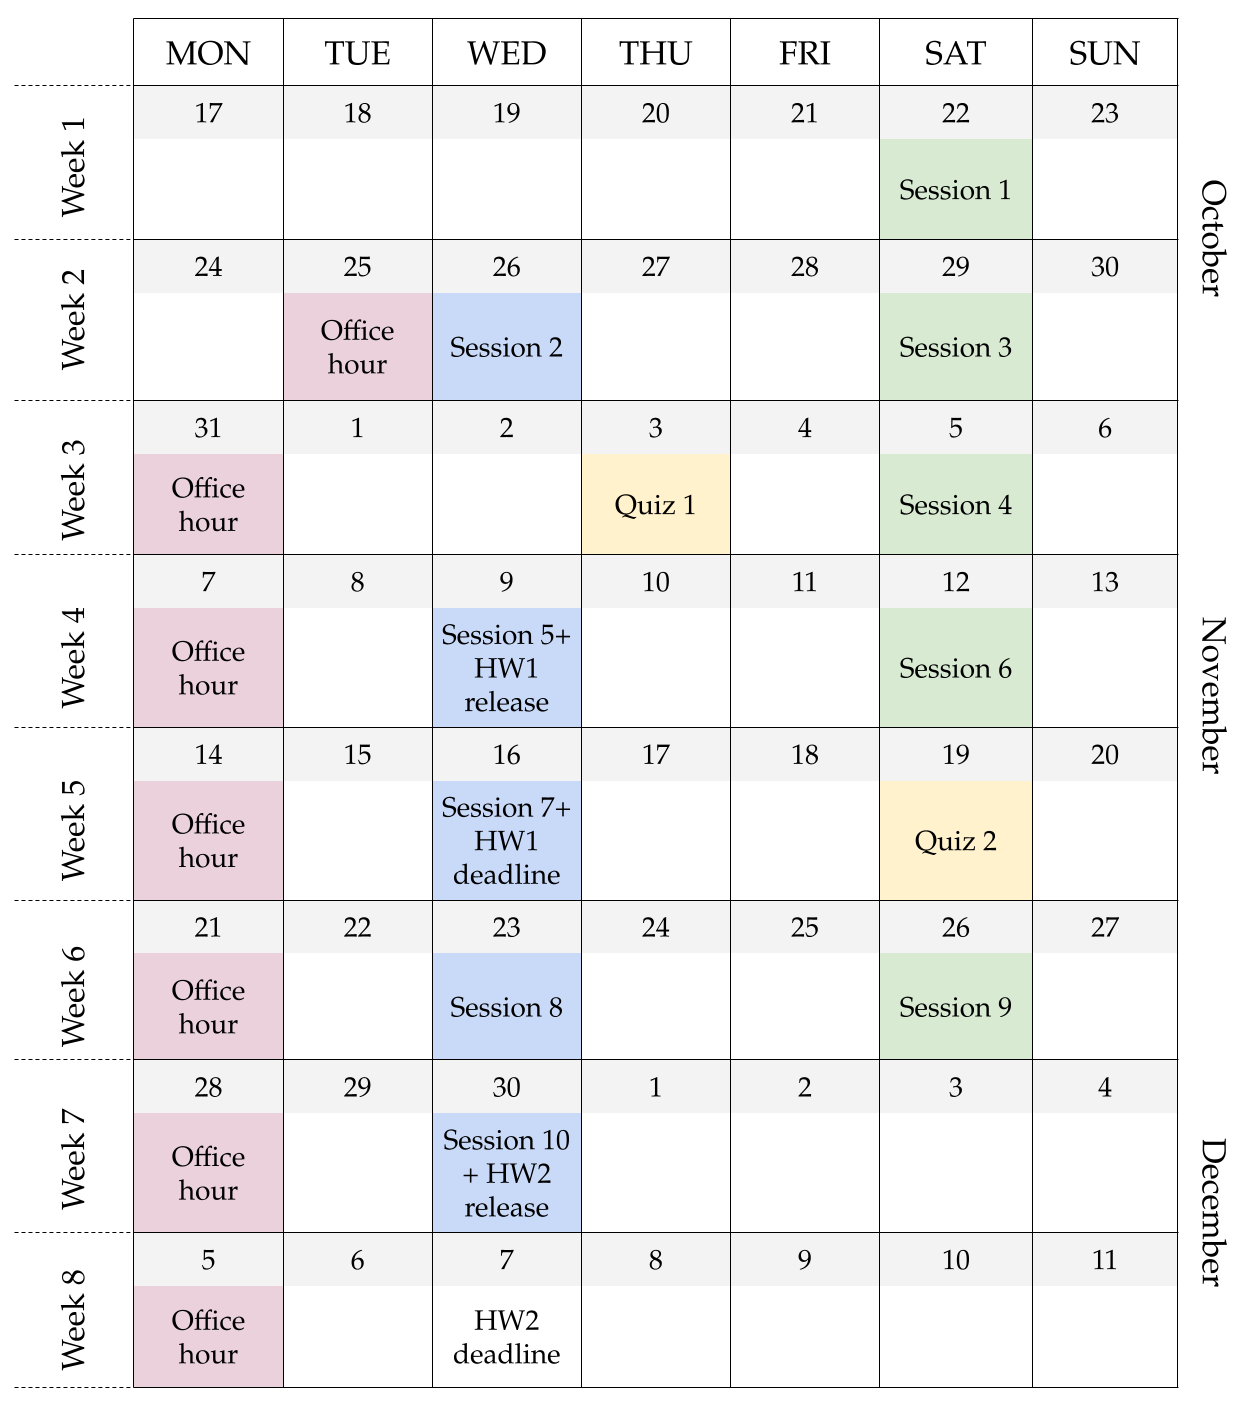 MON TUE WED THU FRI SAT SUN
Week 1
17 18 19 20 21 22 23
Session 1
October
Week 2
24 25 26 27 28 29 30
Office
hour
Session 2
Session 3
Week 3
31 1 2 3 4 5 6
Office
hour
Quiz 1
Session 4
Week 4
7 8 9 10 11 12 13
Office
hour
Session 5+
HW1
release
Session 6
November
Week 5
14 15 16 17 18 19 20
Office
hour
Session 7+
HW1
deadline
Quiz 2
Week 6
21 22 23 24 25 26 27
Office
hour
Session 8
Session 9
Week 7
28 29 30 1 2 3 4
Office
hour
Session 10
+ HW2
release
December
Week 8
5 6 7 8 9 10 11
Office
hour
HW2
deadline